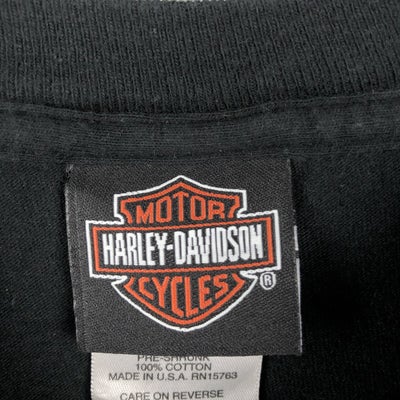 MOTOR
HARLEY-DAVIDSON
CYCLES ®
PRE-SHRUNK
100% COTTON
MADE IN U.S.A. RN15763
CARE ON REVERSE